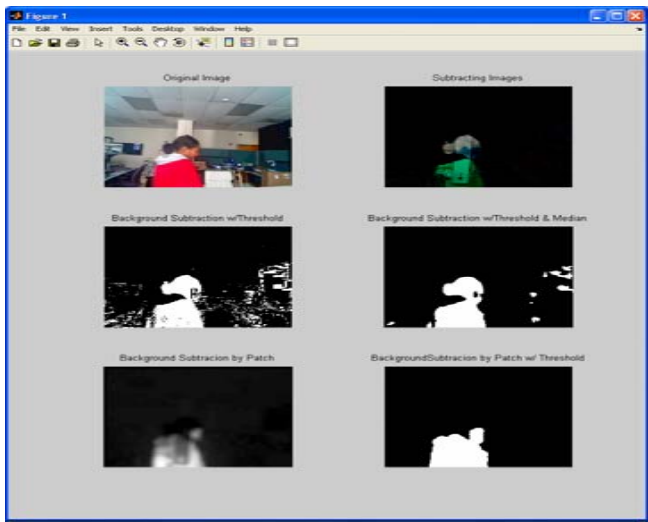 Figure 1
File Edit View Insert Tools Desktop Window Help
Original Image
Subtracting Images
Background Subtraction w/Threshold
Background Subtraction w/Threshold & Median
Background Subtracion by Patch
BackgroundSubtracion by Patch w/ Threshold